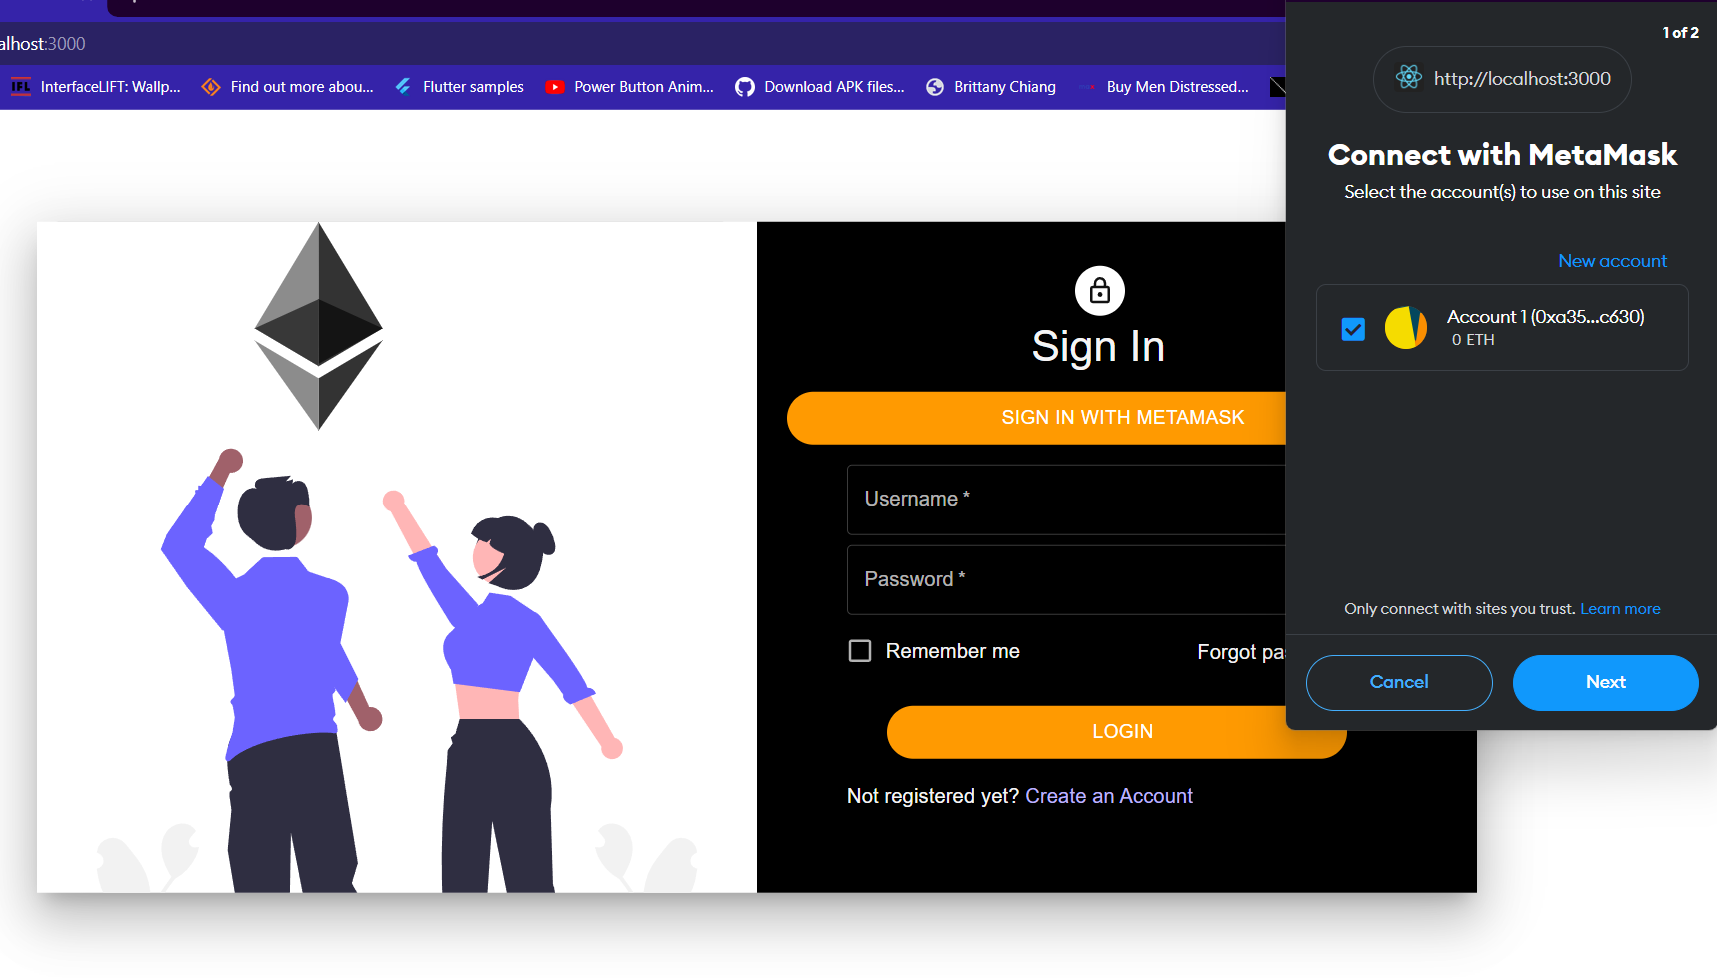 alhost:3000
IFL InterfaceLIFT: Wallp... Find out more abou... Flutter samples Power Button Anim... Download APK files... Brittany Chiang Buy Men Distressed...
Sign In
SIGN IN WITH METAMASK
Username *
Password *
Remember me
Forgot pa
LOGIN
Not registered yet? Create an Account
1 of 2
http://localhost:3000
Connect with MetaMask
Select the account(s) to use on this site
New account
Account 1 (0xa35...c630)
0 ETH
Only connect with sites you trust. Learn more
Cancel Next